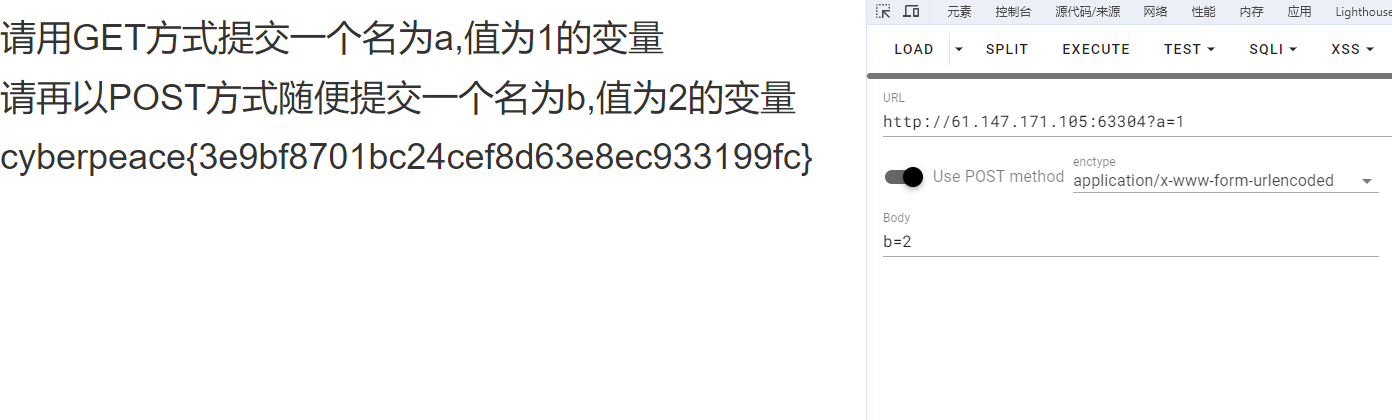 请用GET方式提交一个名为a,值为1的变量
请再以POST方式随便提交一个名为b,值为2的变量
cyberpeace{3e9bf8701bc24cef8d63e8ec933199fc}
元素 控制台 源代码/来源 网络 性能 内存 应用 Lighthouse
LOAD SPLIT EXECUTE TEST SQLI XSS
URL
http://61.147.171.105:63304?a=1
Use POST method
enctype
application/x-www-form-urlencoded
Body
b=2